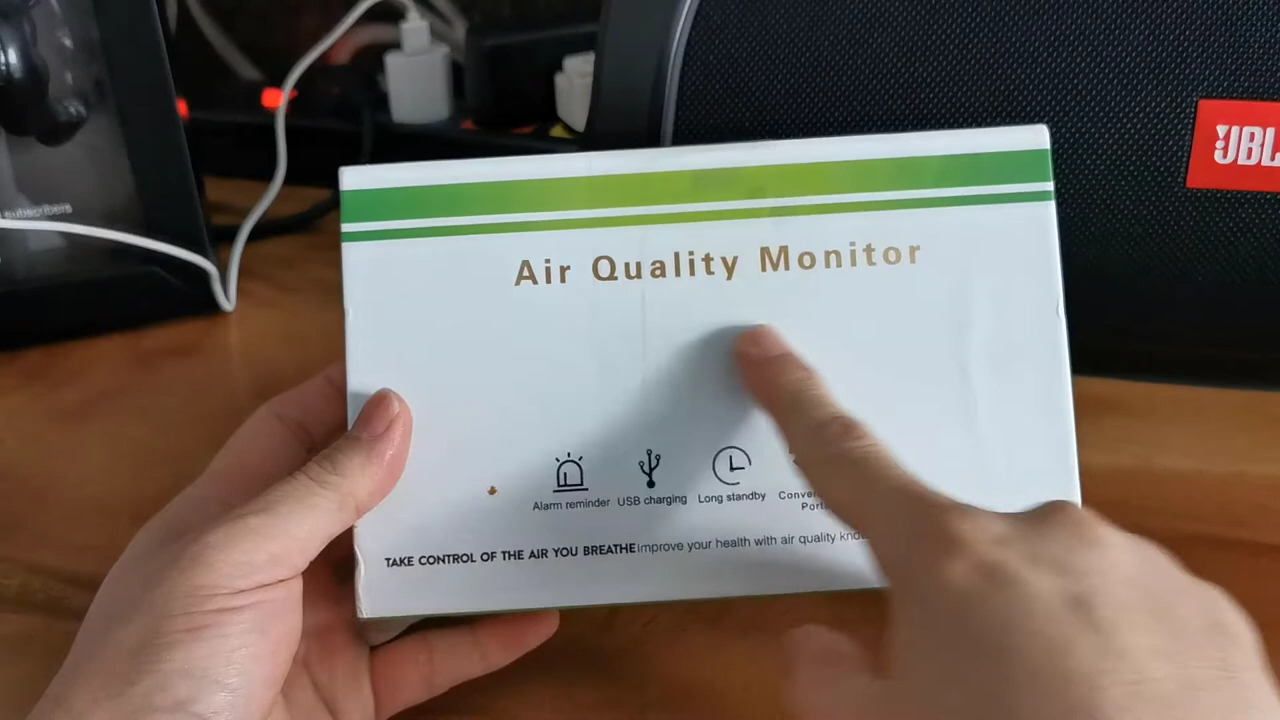 subscribers
JBL
Air Quality Monitor
Alarm reminder
USB charging
Long standby
TAKE CONTROL OF THE AIR YOU BREATHE Improve your health with air quality